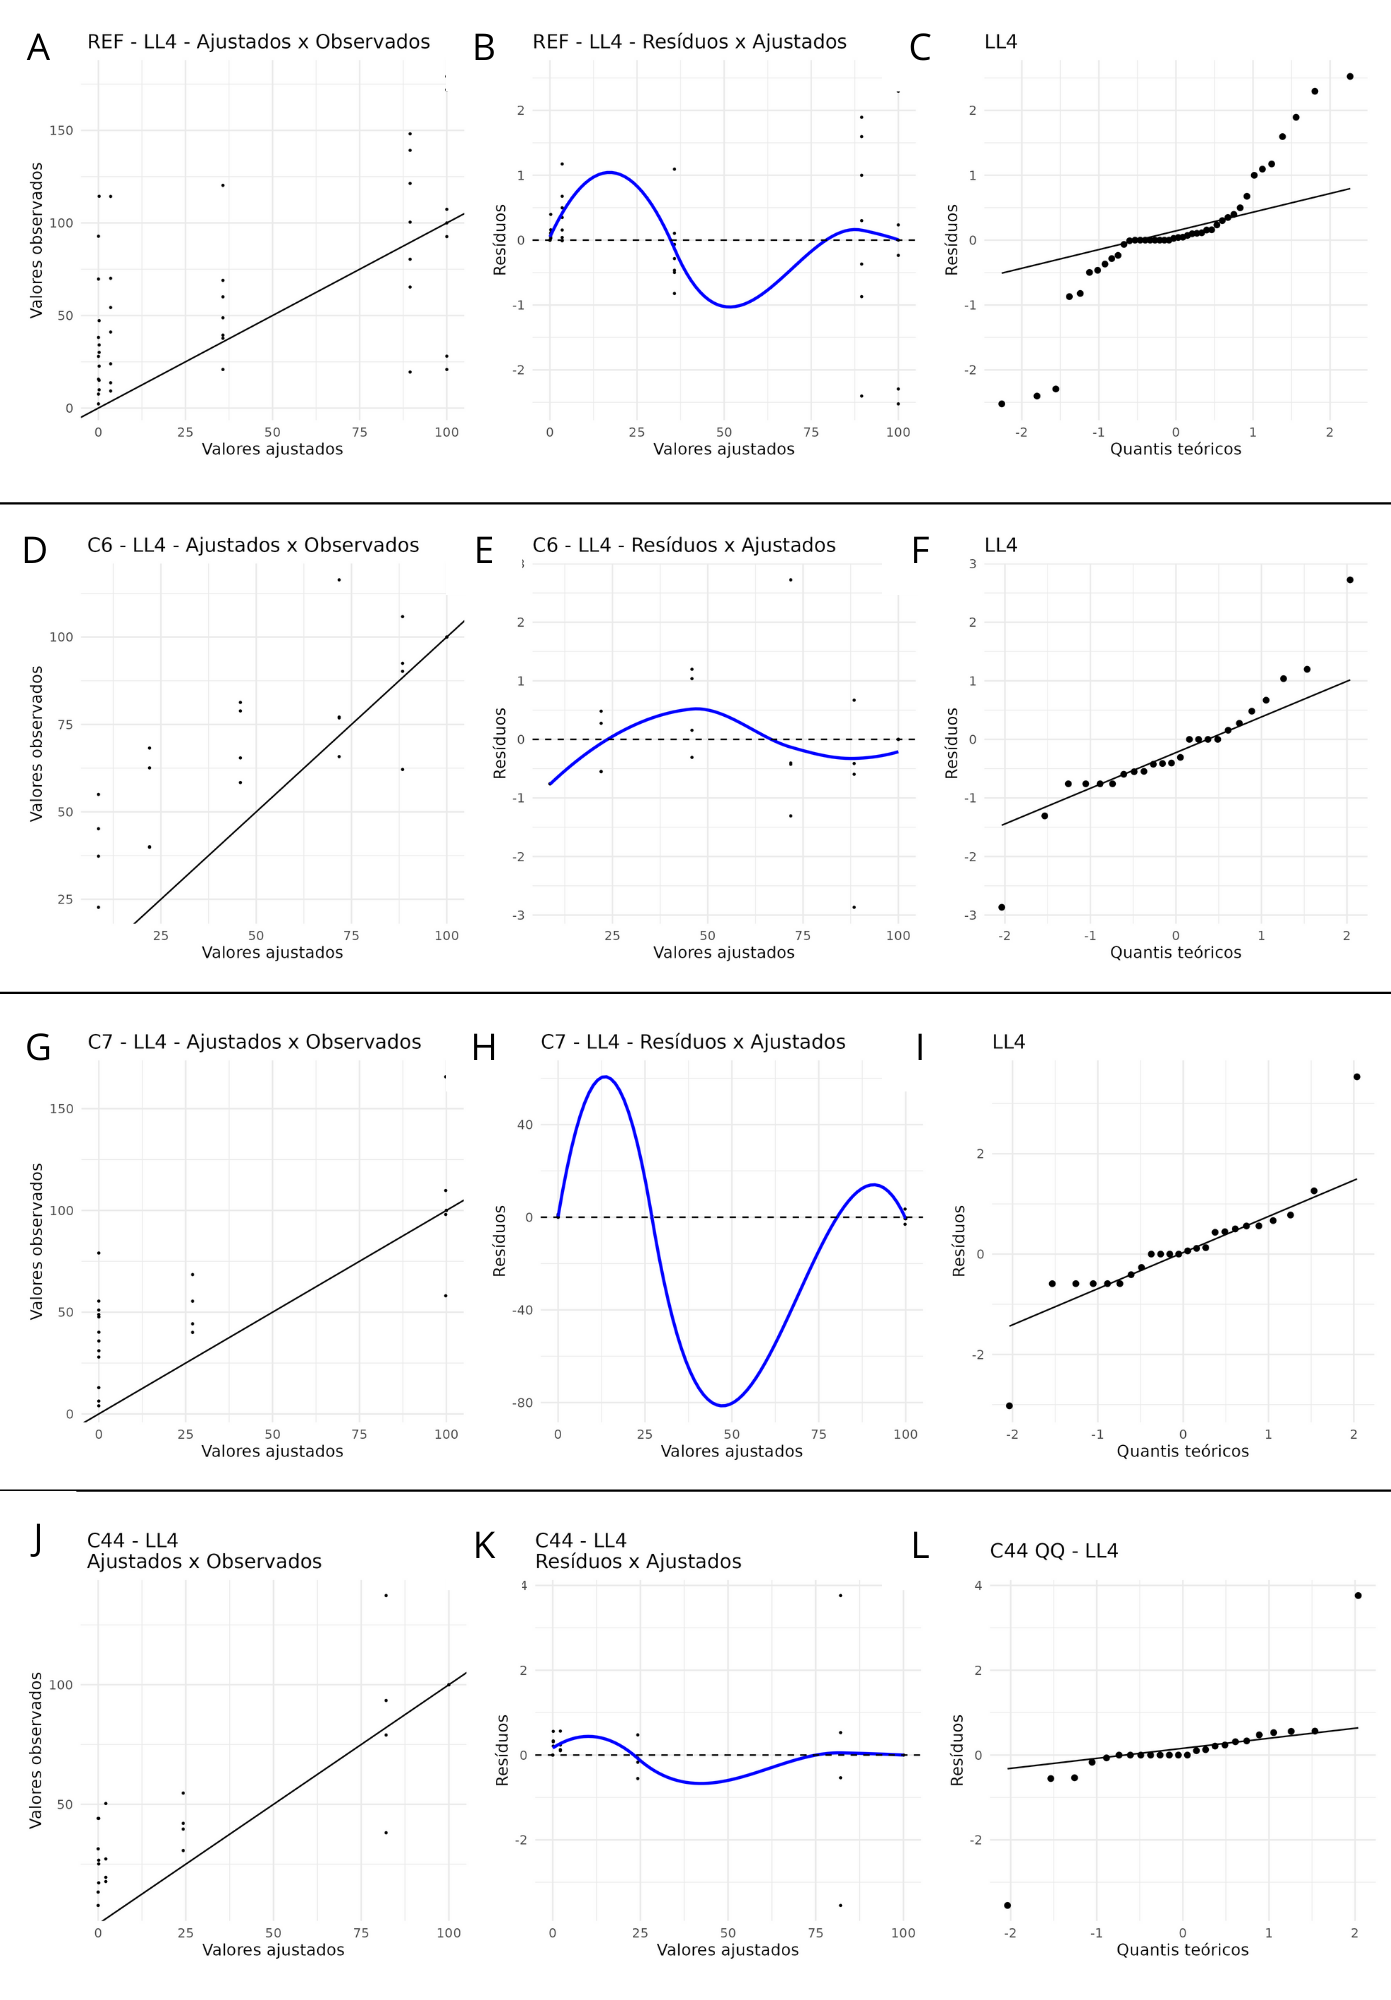 A REF - LL4 - Ajustados x Observados
150
100
50
0
0 25 50 75 100
Valores observados
Valores ajustados
B REF - LL4 - Resíduos x Ajustados
2
1
0
-1
-2
0 25 50 75 100
Resíduos
Valores ajustados
C LL4
2
1
0
-1
-2
-2 -1 0 1 2
Resíduos
Quantis teóricos
D C6 - LL4 - Ajustados x Observados
100
75
50
25
25 50 75 100
Valores observados
Valores ajustados
E C6 - LL4 - Resíduos x Ajustados
3
2
1
0
-1
-2
-3
25 50 75 100
Resíduos
Valores ajustados
F LL4
3
2
1
0
-1
-2
-3
-2 -1 0 1 2
Resíduos
Quantis teóricos
G C7 - LL4 - Ajustados x Observados
150
100
50
0
0 25 50 75 100
Valores observados
Valores ajustados
H C7 - LL4 - Resíduos x Ajustados
40
0
-40
-80
0 25 50 75 100
Resíduos
Valores ajustados
I LL4
2
0
-2
-2 -1 0 1 2
Resíduos
Quantis teóricos
J C44 - LL4
Ajustados x Observados
100
50
0 25 50 75 100
Valores observados
Valores ajustados
K C44 - LL4
Resíduos x Ajustados
4
2
0
-2
0 25 50 75 100
Resíduos
Valores ajustados
L C44 QQ - LL4
4
2
0
-2
-2 -1 0 1 2
Resíduos
Quantis teóricos